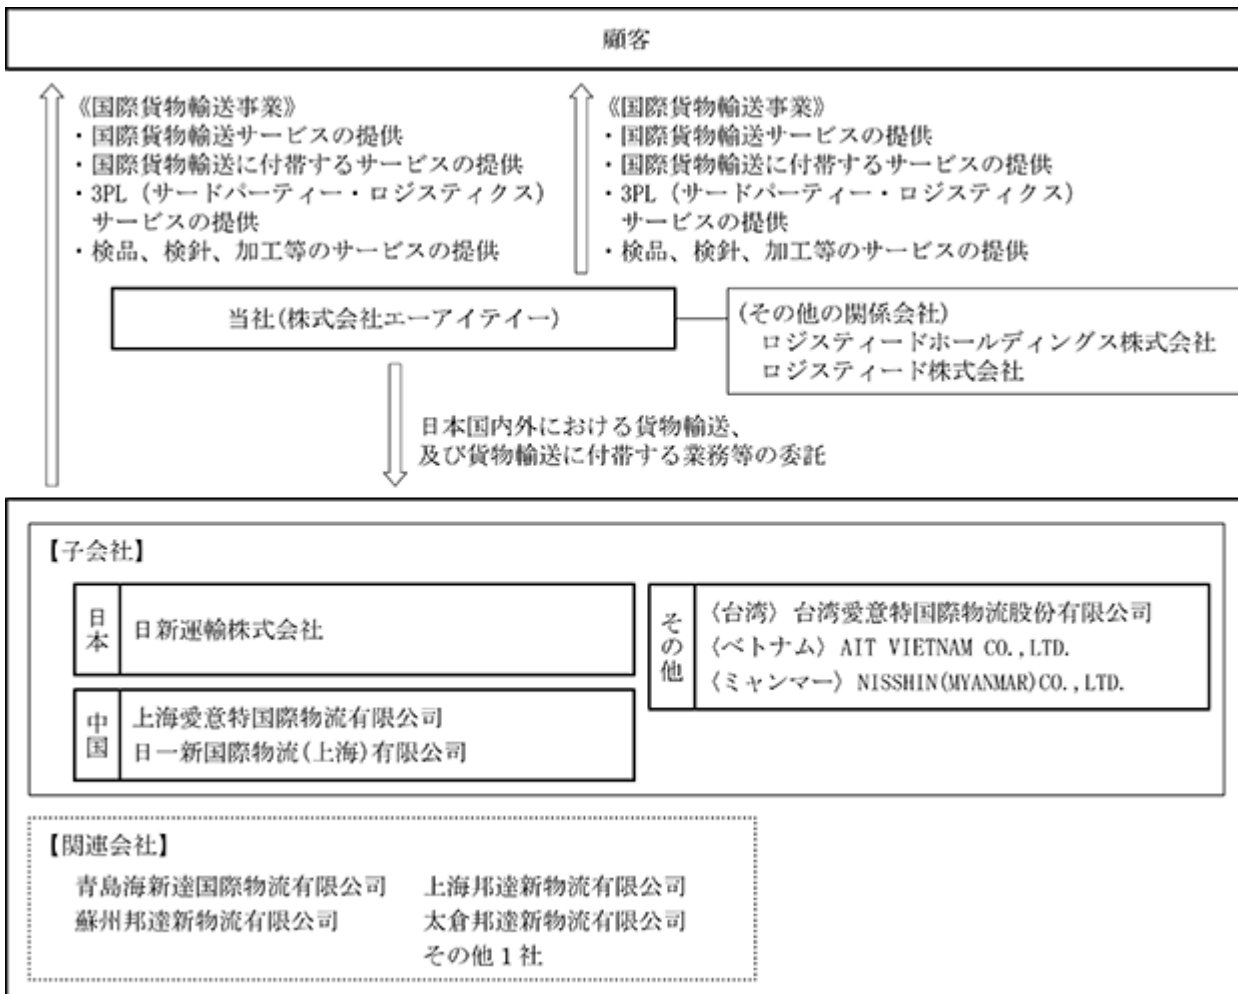 顧客
《国際貨物輸送事業》
・国際貨物輸送サービスの提供
・国際貨物輸送に付帯するサービスの提供
・3PL（サードパーティー・ロジスティクス）
サービスの提供
・検品、検針、加工等のサービスの提供
《国際貨物輸送事業》
・国際貨物輸送サービスの提供
・国際貨物輸送に付帯するサービスの提供
・3PL（サードパーティー・ロジスティクス）
サービスの提供
・検品、検針、加工等のサービスの提供
当社(株式会社エーアイテイー)
(その他の関係会社)
ロジスティードホールディングス株式会社
ロジスティード株式会社
日本国内外における貨物輸送、
及び貨物輸送に付帯する業務等の委託
【子会社】
日本
日新運輸株式会社
中国
上海愛意特国際物流有限公司
日一新国際物流(上海)有限公司
その他
〈台湾〉台湾愛意特国際物流股份有限公司
〈ベトナム〉AIT VIETNAM CO.,LTD.
〈ミャンマー〉NISSHIN(MYANMAR)CO.,LTD.
【関連会社】
青島海新達国際物流有限公司
蘇州邦達新物流有限公司
上海邦達新物流有限公司
太倉邦達新物流有限公司
その他1社